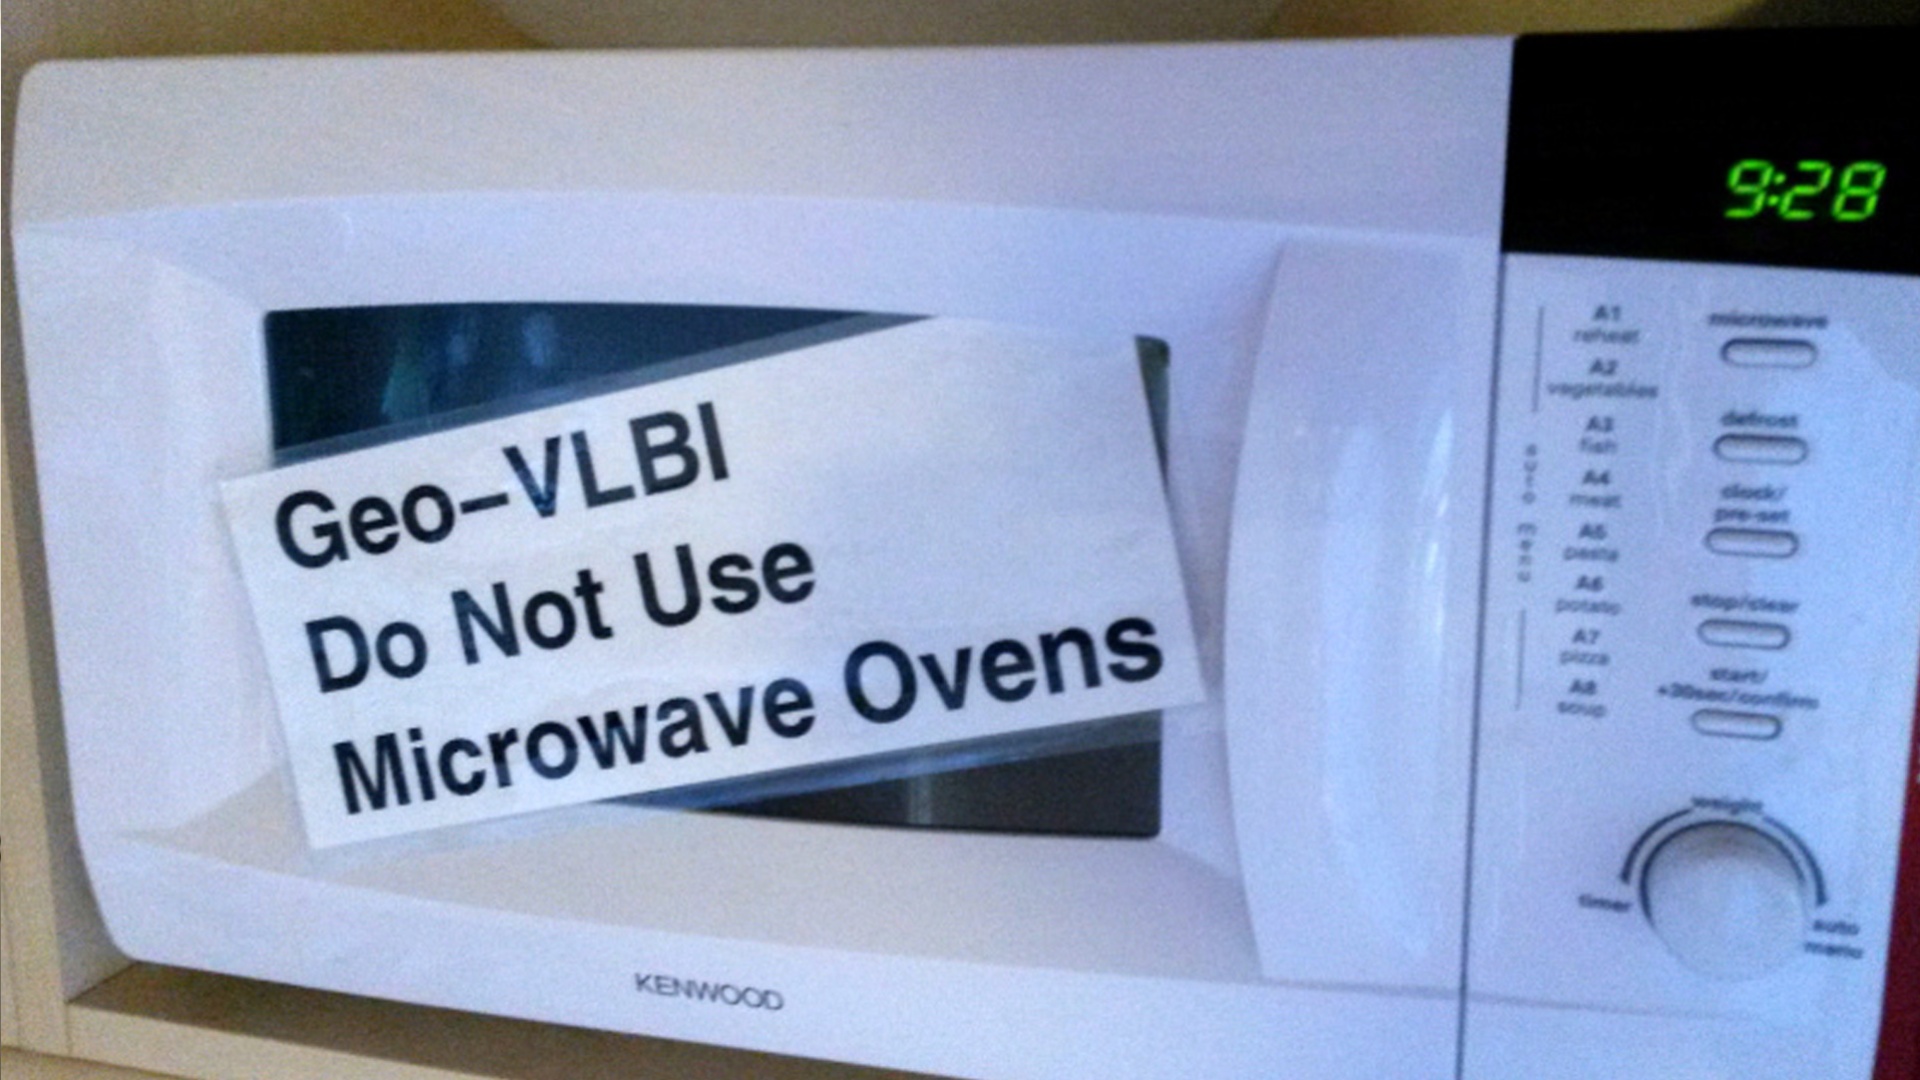 9:28
Geo-VLBI
Do Not Use
Microwave Ovens
KENWOOD
A1
reheat
A2
vegetables
A3
fish
A4
meat
A5
pasta
A6
potato
A7
pizza
A8
soup
auto menu
microwave
defrost
clock/
pre-set
stop/clear
start/
+30sec/confirm
weight
timer
auto
menu